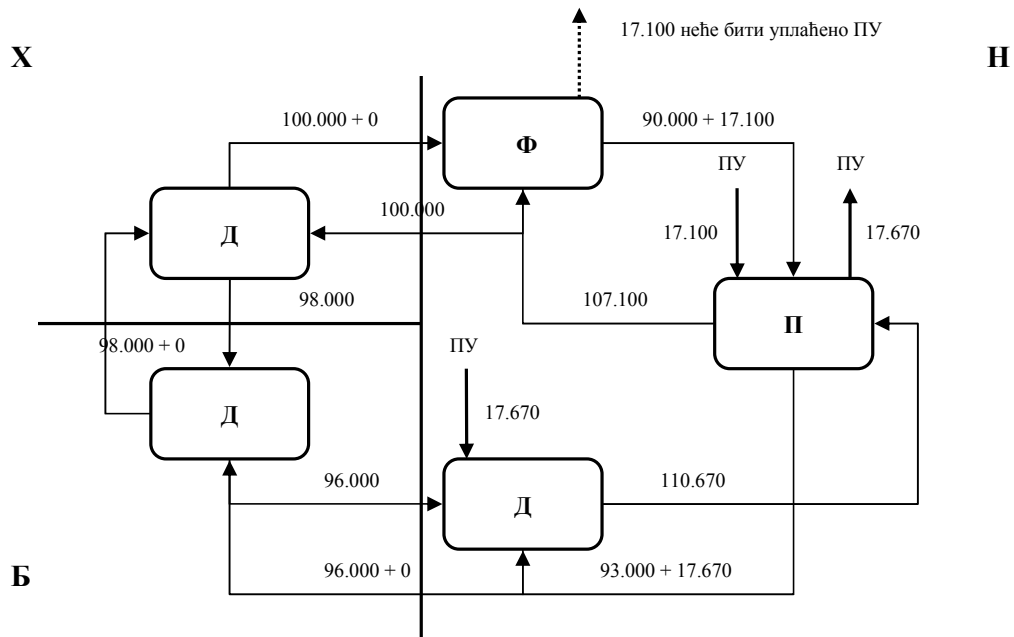 17.100 неће бити уплаћено ПУ
Х
Н
100.000 + 0
90.000 + 17.100
Ф
ПУ
ПУ
100.000
Д
17.100
17.670
98.000
107.100
П
98.000 + 0
ПУ
Д
17.670
96.000
110.670
Д
Б
96.000 + 0
93.000 + 17.670